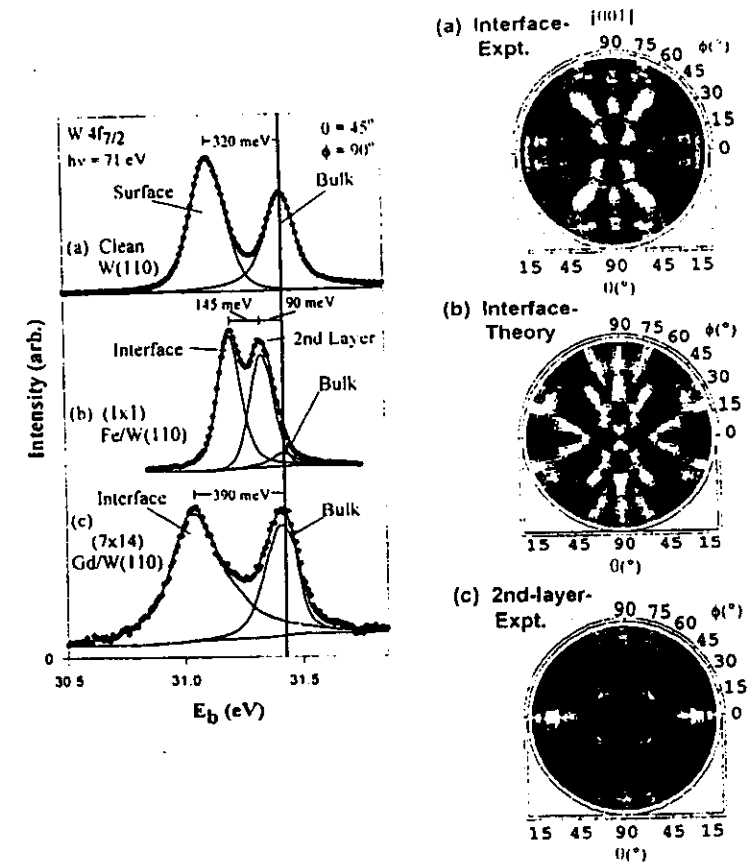 W 4f7/2
hν = 71 eV
320 meV
θ = 45°
ϕ = 90°
Surface
Bulk
(a) Clean
W(110)
145 meV
90 meV
Interface
2nd Layer
Bulk
(b) (1x1)
Fe/W(110)
Interface
390 meV
Bulk
(c)
(7x14)
Gd/W(110)
Intensity (arb.)
0
30.5 31.0 31.5
Eb (eV)
(a) Interface-
Expt.
[001]
90 75 60 ϕ(°)
45
30
15
0
15 45 90 45 15
θ(°)
(b) Interface-
Theory
90 75 60 ϕ(°)
45
30
15
0
15 45 90 45 15
θ(°)
(c) 2nd-layer-
Expt.
90 75 60 ϕ(°)
45
30
15
0
15 45 90 45 15
θ(°)